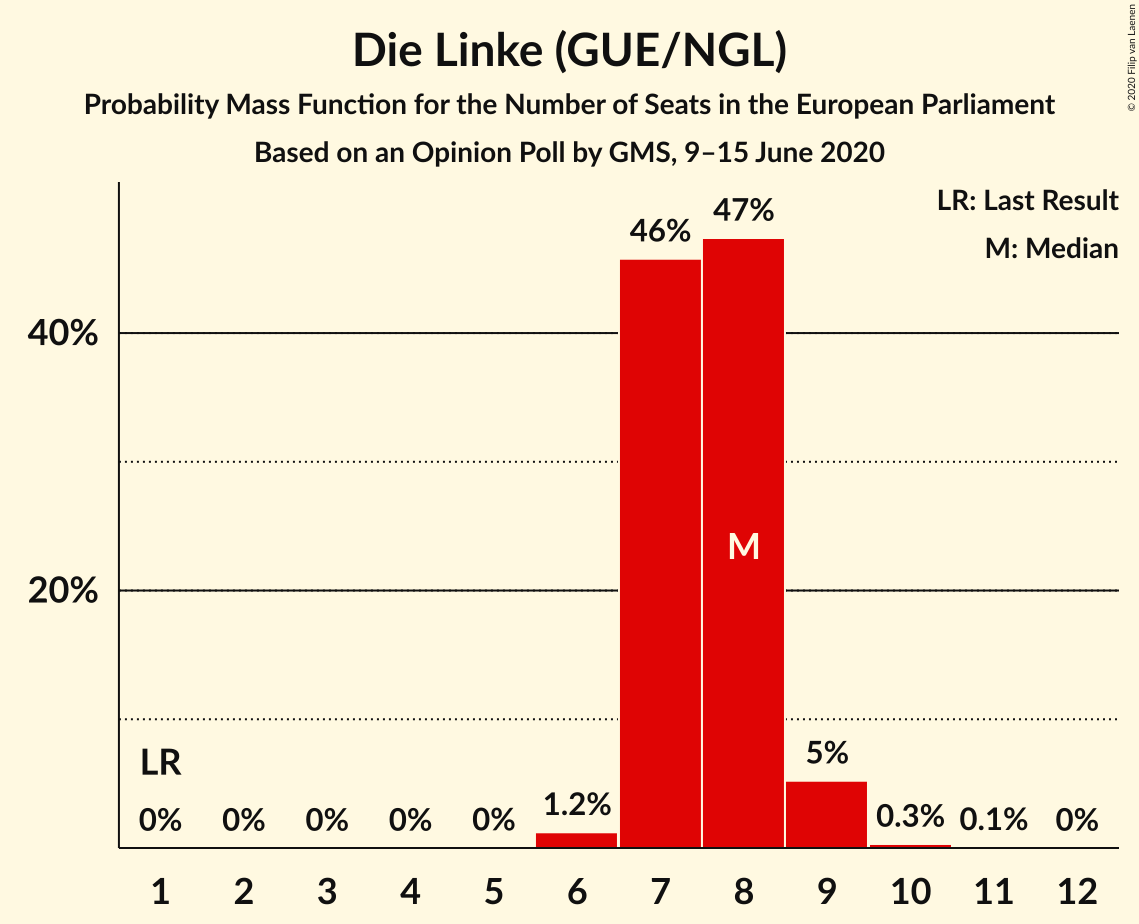 Die Linke (GUE/NGL)
Probability Mass Function for the Number of Seats in the European Parliament
Based on an Opinion Poll by GMS, 9–15 June 2020
© 2020 Filip van Laenen
LR: Last Result
M: Median
40%
20%
LR
0%
0%
0%
0%
0%
1.2%
46%
47%
M
5%
0.3%
0.1%
0%
1 2 3 4 5 6 7 8 9 10 11 12